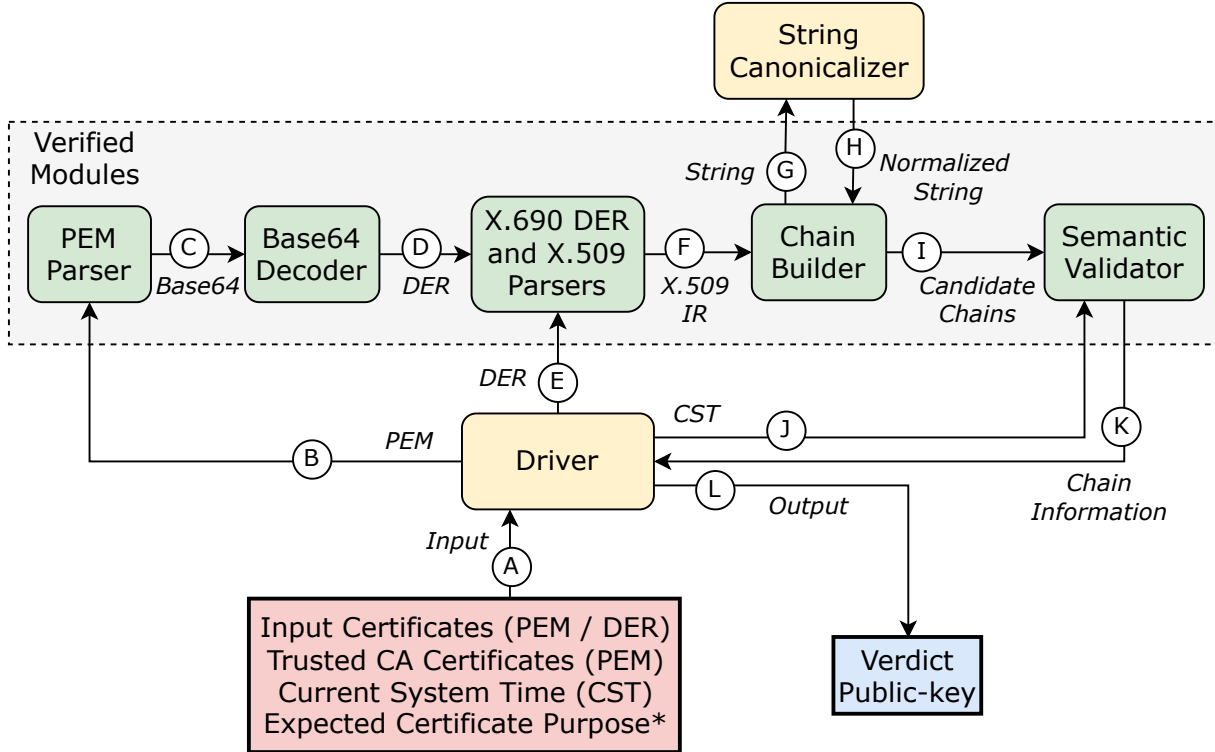 String
Canonicalizer
Verified
Modules
String
G
H
Normalized
String
PEM
Parser
C
Base64
Base64
Decoder
D
DER
X.690 DER
and X.509
Parsers
F
X.509
IR
Chain
Builder
I
Candidate
Chains
Semantic
Validator
DER
E
PEM
B
Driver
CST
J
K
Chain
Information
L
Output
Input
A
Input Certificates (PEM / DER)
Trusted CA Certificates (PEM)
Current System Time (CST)
Expected Certificate Purpose*
Verdict
Public-key